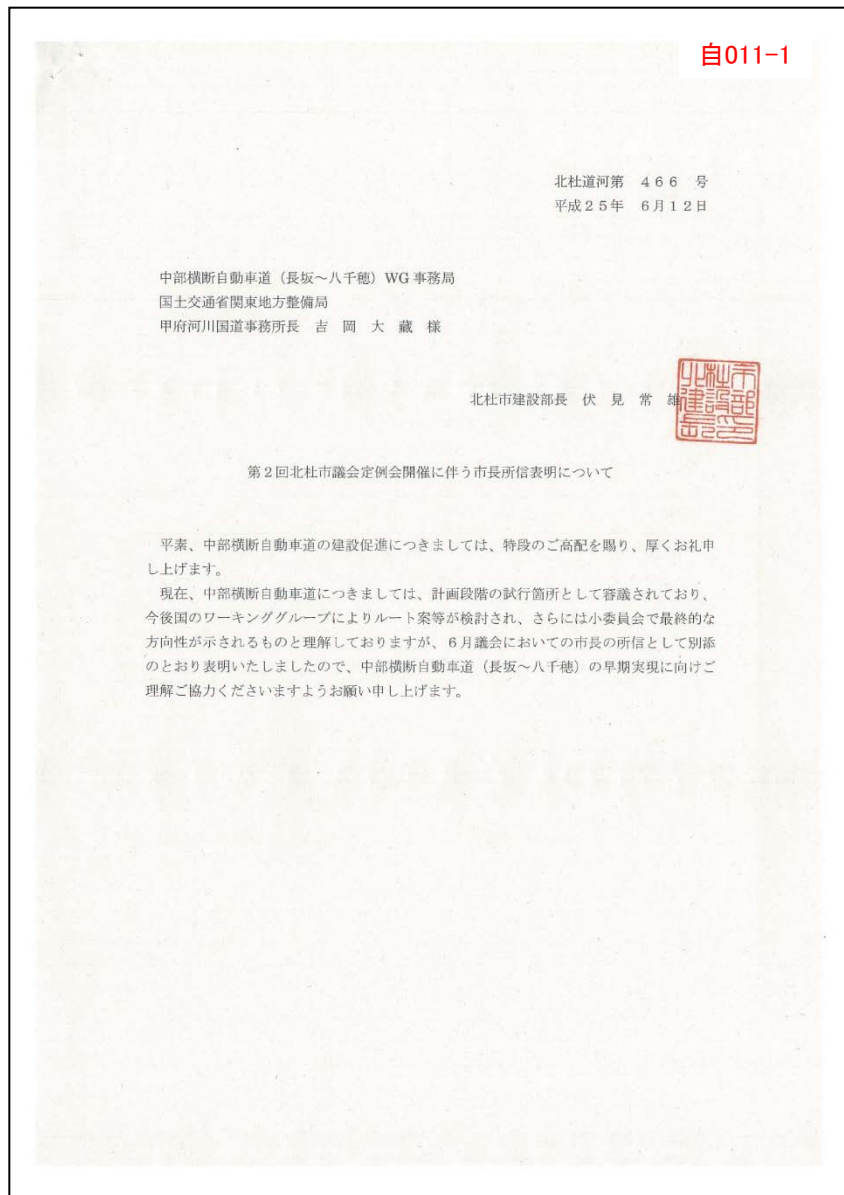 自011-1
北杜道河第 466 号
平成25年 6月12日
中部横断自動車道（長坂～八千穂）WG事務局
国土交通省関東地方整備局
甲府河川国道事務所長 吉 岡 大 藏 様
北杜市建設部長 伏 見 常 雄
北杜市建設部長印
第2回北杜市議会定例会開催に伴う市長所信表明について
平素、中部横断自動車道の建設促進につきましては、特段のご高配を賜り、厚くお礼申
し上げます。
現在、中部横断自動車道につきましては、計画段階の試行箇所として審議されており、
今後国のワーキンググループによりルート案等が検討され、さらには小委員会で最終的な
方向性が示されるものと理解しておりますが、6月議会においての市長の所信として別添
のとおり表明いたしましたので、中部横断自動車道（長坂～八千穂）の早期実現に向けご
理解ご協力くださいますようお願い申し上げます。